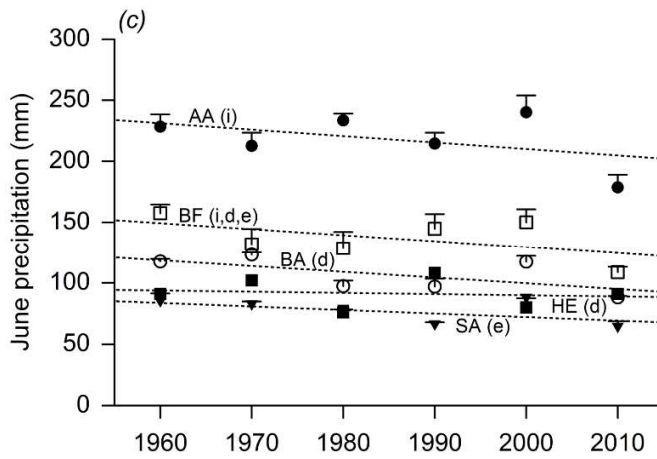 (c)
300
250
200
150
100
50
0
June precipitation (mm)
AA (i)
BF (i,d,e)
BA (d)
HE (d)
SA (e)
1960 1970 1980 1990 2000 2010